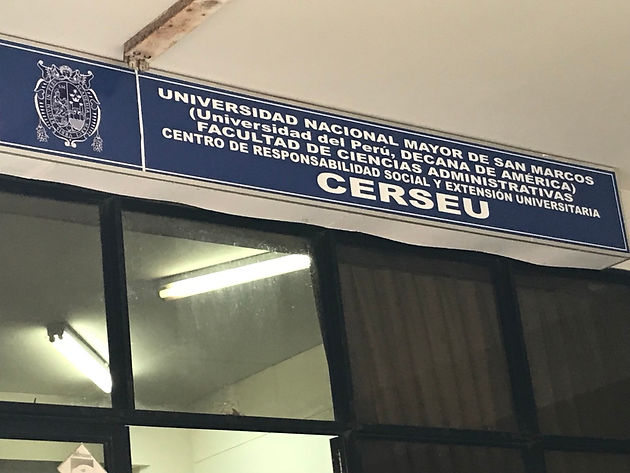 UNIVERSIDAD NACIONAL MAYOR DE SAN MARCOS
(Universidad del Perú, DECANA DE AMÉRICA)
FACULTAD DE CIENCIAS ADMINISTRATIVAS
CENTRO DE RESPONSABILIDAD SOCIAL Y EXTENSIÓN UNIVERSITARIA
CERSEU